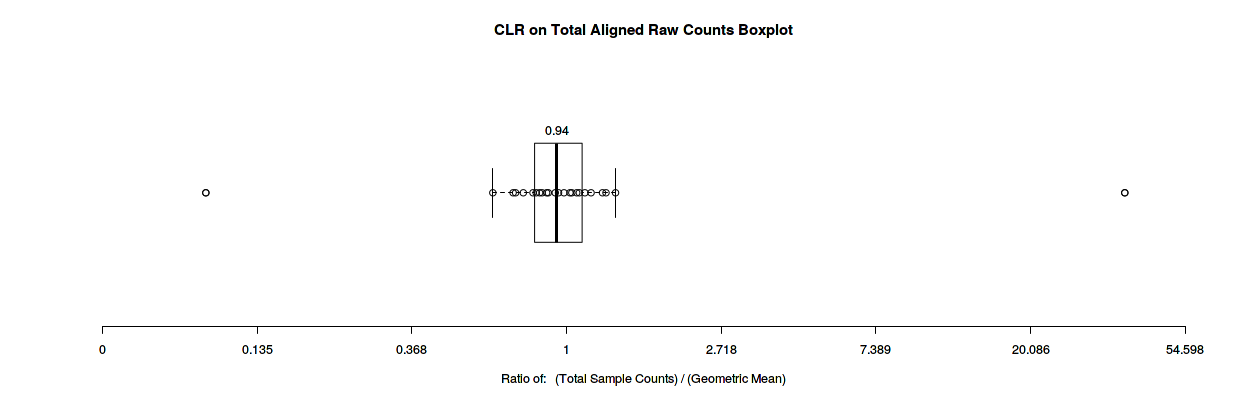 CLR on Total Aligned Raw Counts Boxplot
0.94
0 0.135 0.368 1 2.718 7.389 20.086 54.598
Ratio of: (Total Sample Counts) / (Geometric Mean)